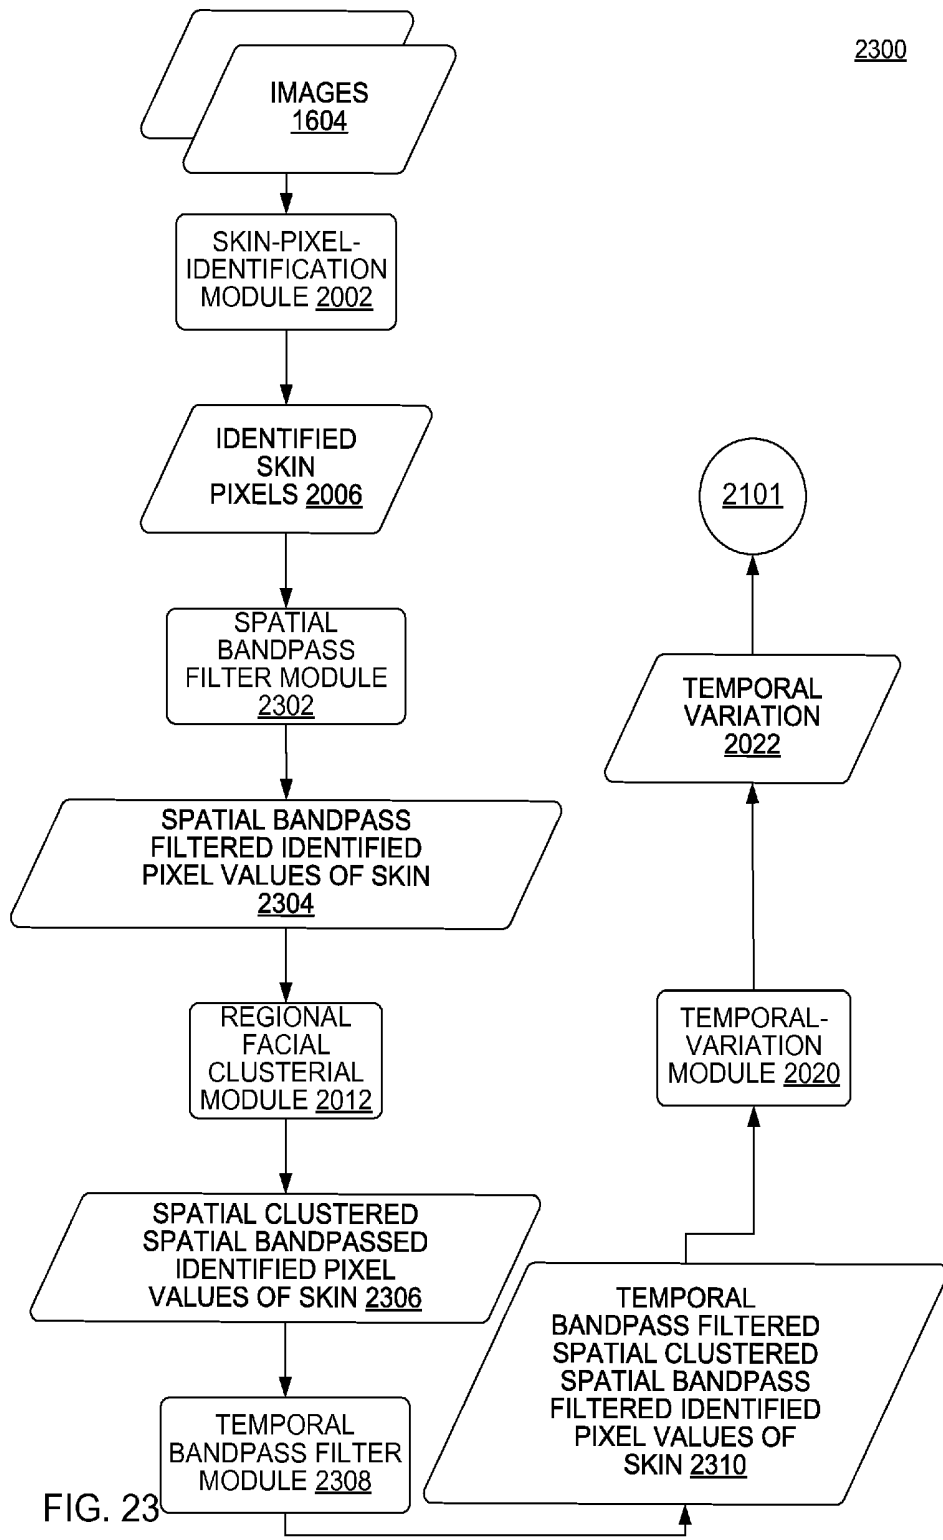 2300
IMAGES
1604
SKIN-PIXEL-
IDENTIFICATION
MODULE 2002
IDENTIFIED
SKIN
PIXELS 2006
SPATIAL
BANDPASS
FILTER MODULE
2302
SPATIAL BANDPASS
FILTERED IDENTIFIED
PIXEL VALUES OF SKIN
2304
REGIONAL
FACIAL
CLUSTERIAL
MODULE 2012
SPATIAL CLUSTERED
SPATIAL BANDPASSED
IDENTIFIED PIXEL
VALUES OF SKIN 2306
TEMPORAL
BANDPASS FILTER
MODULE 2308
TEMPORAL
BANDPASS FILTERED
SPATIAL CLUSTERED
SPATIAL BANDPASS
FILTERED IDENTIFIED
PIXEL VALUES OF
SKIN 2310
TEMPORAL-
VARIATION
MODULE 2020
TEMPORAL
VARIATION
2022
2101
FIG. 23